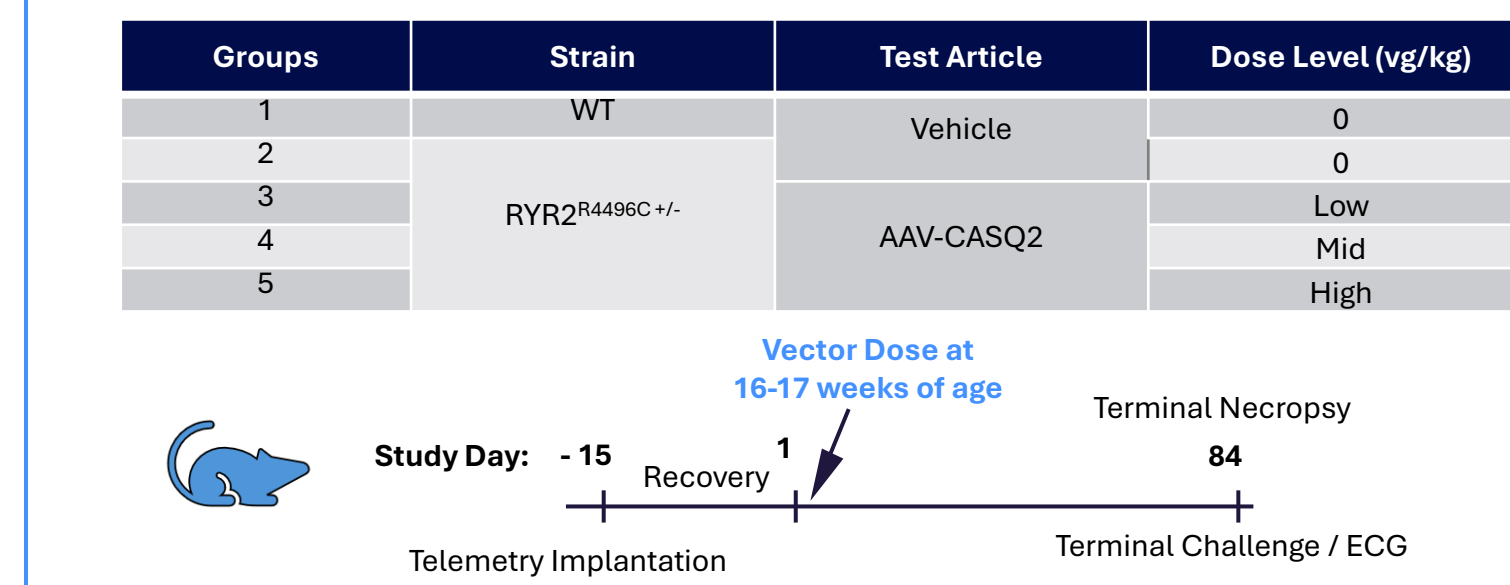 Groups Strain Test Article Dose Level (vg/kg)
1 WT Vehicle 0
2 RYR2R4496C +/- 0
3 AAV-CASQ2 Low
4 Mid
5 High
Vector Dose at
16-17 weeks of age
Terminal Necropsy
Study Day: - 15 1 84
Recovery
Telemetry Implantation
Terminal Challenge / ECG